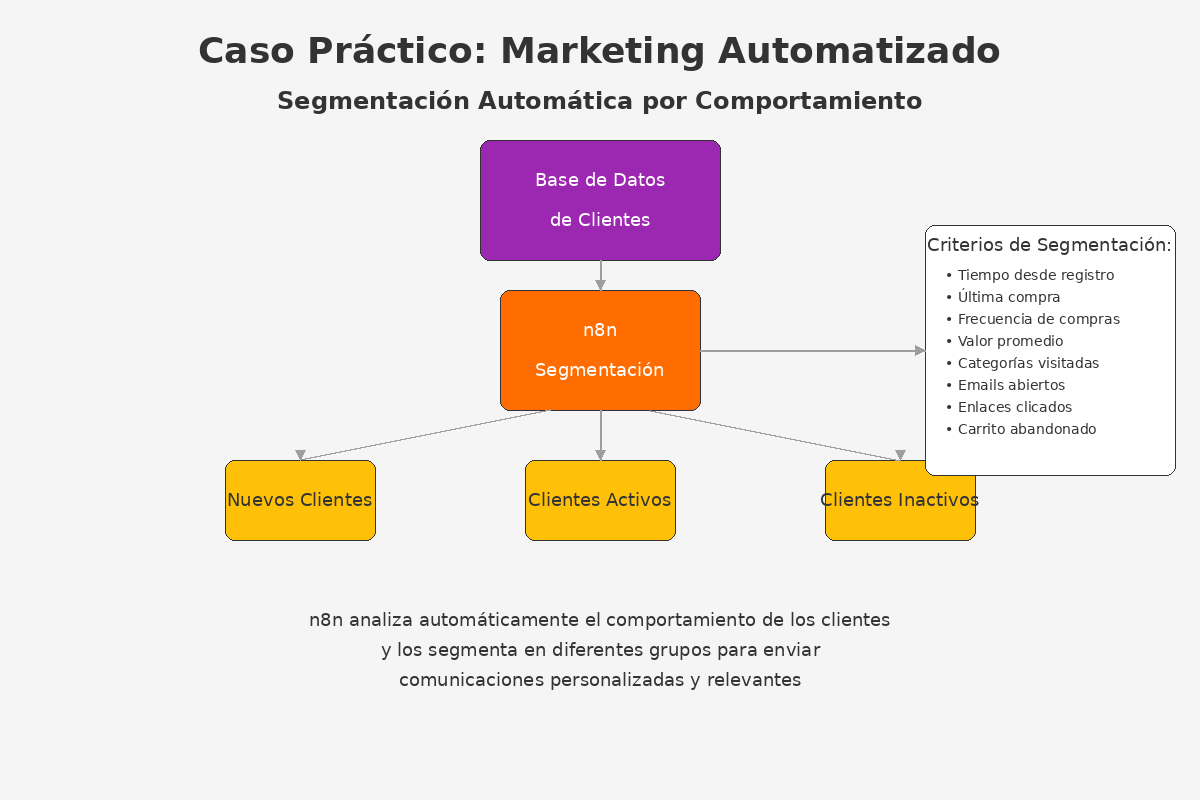 Caso Práctico: Marketing Automatizado
Segmentación Automática por Comportamiento
Base de Datos
de Clientes
n8n
Segmentación
Criterios de Segmentación:
• Tiempo desde registro
• Última compra
• Frecuencia de compras
• Valor promedio
• Categorías visitadas
• Emails abiertos
• Enlaces clicados
• Carrito abandonado
Nuevos Clientes
Clientes Activos
Clientes Inactivos
n8n analiza automáticamente el comportamiento de los clientes
y los segmenta en diferentes grupos para enviar
comunicaciones personalizadas y relevantes